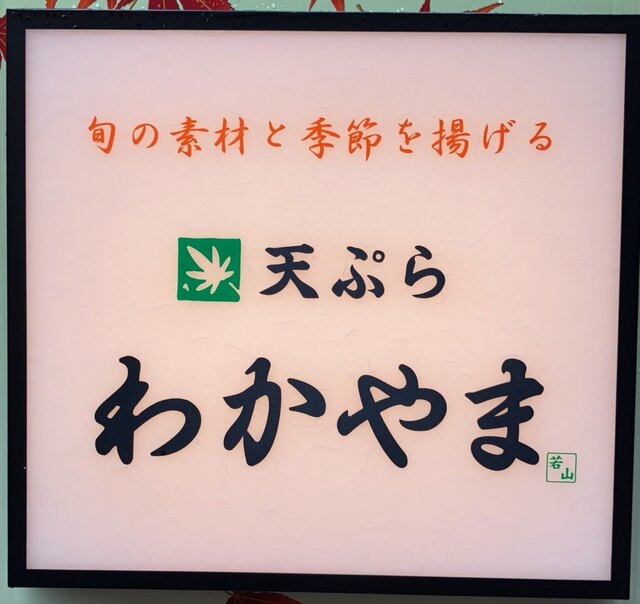 旬の素材と季節を揚げる
天ぷら
わかやま
若山